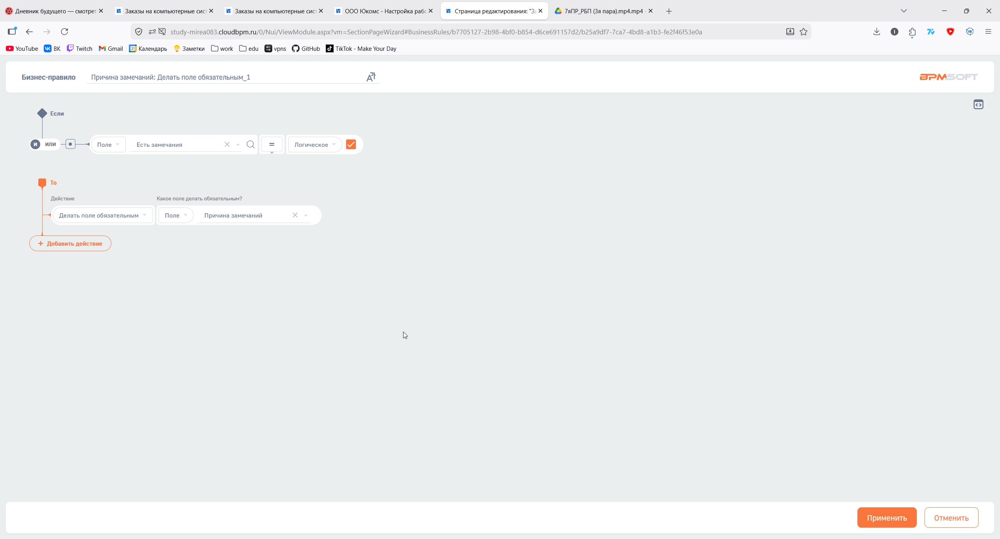 Дневник будущего — смотрет
Заказы на компьютерные сист
Заказы на компьютерные сист
ООО Юкомс - Настройка рабо
Страница редактирования: "За
7яПР_РБП (3я пара).mp4.mp4 -
study-mirea083.cloudbpm.ru/0/Nui/ViewModule.aspx?vm=SectionPageWizard#BusinessRules/b7705127-2b98-4bf0-b854-d6ce691157d2/b25a9df7-7ca7-4bd8-a1b3-fe2f46f53e0a
YouTube
ВК
Twitch
Gmail
31 Календарь
Заметки
work
edu
vpns
GitHub
TikTok - Make Your Day
Бизнес-правило
Причина замечаний: Делать поле обязательным_1
BPMSOFT
Если
И ИЛИ
Поле
Есть замечания
=
Логическое
То
Действие
Какое поле делать обязательным?
Делать поле обязательным
Поле
Причина замечаний
+ Добавить действие
Применить
Отменить